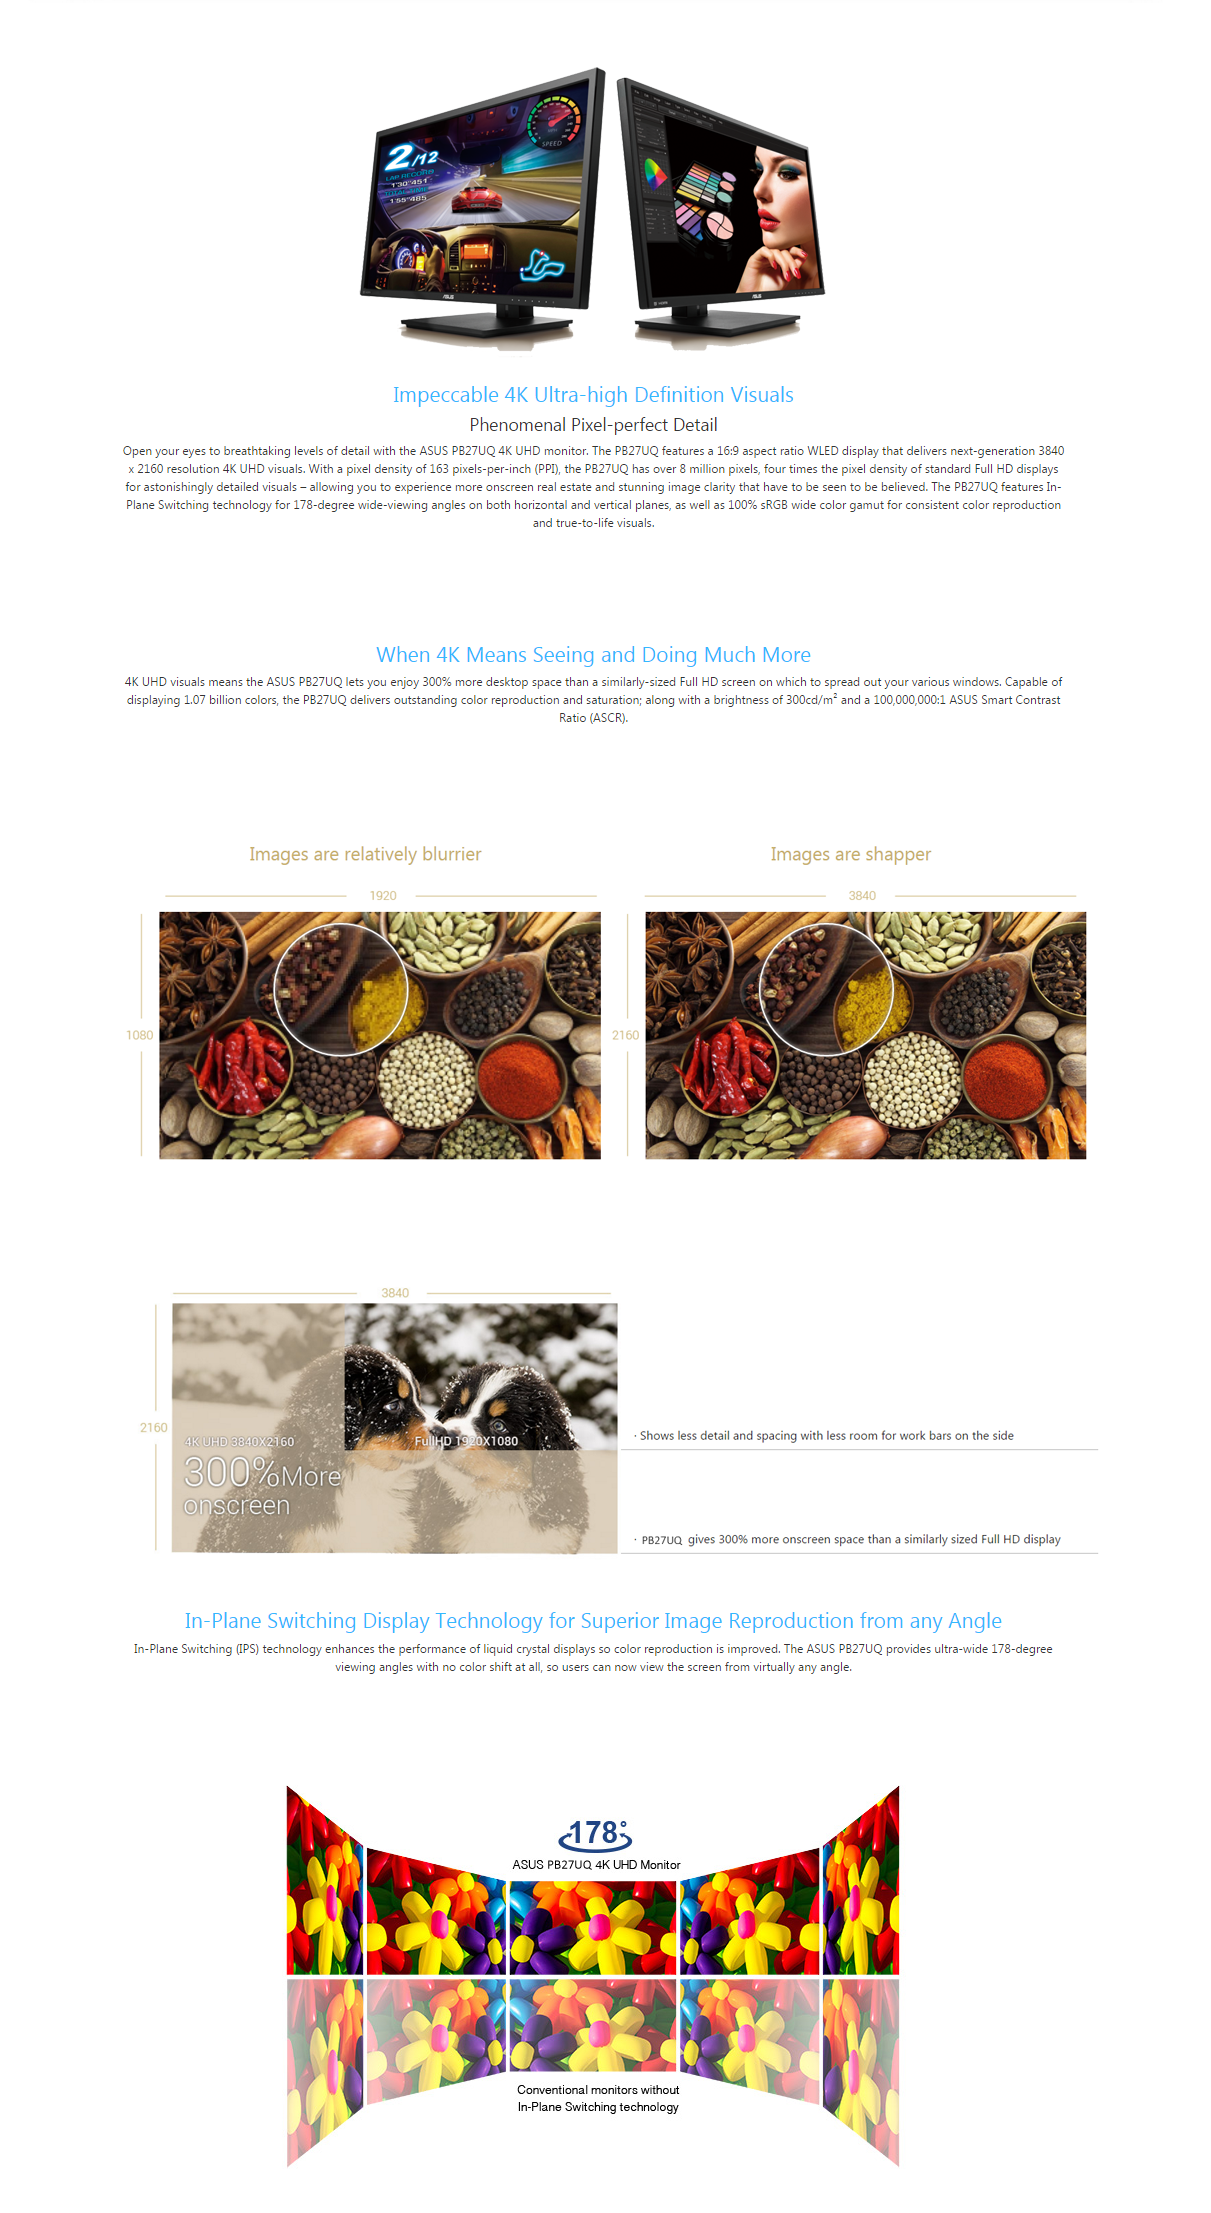 2/12
LAP RECORD
1'30"451
TOTAL TIME
1'55"485
SPEED
ASUS
HDMI
ASUS
Impeccable 4K Ultra-high Definition Visuals
Phenomenal Pixel-perfect Detail
Open your eyes to breathtaking levels of detail with the ASUS PB27UQ 4K UHD monitor. The PB27UQ features a 16:9 aspect ratio WLED display that delivers next-generation 3840
x 2160 resolution 4K UHD visuals. With a pixel density of 163 pixels-per-inch (PPI), the PB27UQ has over 8 million pixels, four times the pixel density of standard Full HD displays
for astonishingly detailed visuals – allowing you to experience more onscreen real estate and stunning image clarity that have to be seen to be believed. The PB27UQ features In-
Plane Switching technology for 178-degree wide-viewing angles on both horizontal and vertical planes, as well as 100% sRGB wide color gamut for consistent color reproduction
and true-to-life visuals.
When 4K Means Seeing and Doing Much More
4K UHD visuals means the ASUS PB27UQ lets you enjoy 300% more desktop space than a similarly-sized Full HD screen on which to spread out your various windows. Capable of
displaying 1.07 billion colors, the PB27UQ delivers outstanding color reproduction and saturation; along with a brightness of 300cd/m² and a 100,000,000:1 ASUS Smart Contrast
Ratio (ASCR).
Images are relatively blurrier
Images are shapper
1920
3840
1080
2160
3840
2160
4K UHD 3840X2160
FullHD 1920X1080
300% More
onscreen
· Shows less detail and spacing with less room for work bars on the side
· PB27UQ gives 300% more onscreen space than a similarly sized Full HD display
In-Plane Switching Display Technology for Superior Image Reproduction from any Angle
In-Plane Switching (IPS) technology enhances the performance of liquid crystal displays so color reproduction is improved. The ASUS PB27UQ provides ultra-wide 178-degree
viewing angles with no color shift at all, so users can now view the screen from virtually any angle.
178°
ASUS PB27UQ 4K UHD Monitor
Conventional monitors without
In-Plane Switching technology